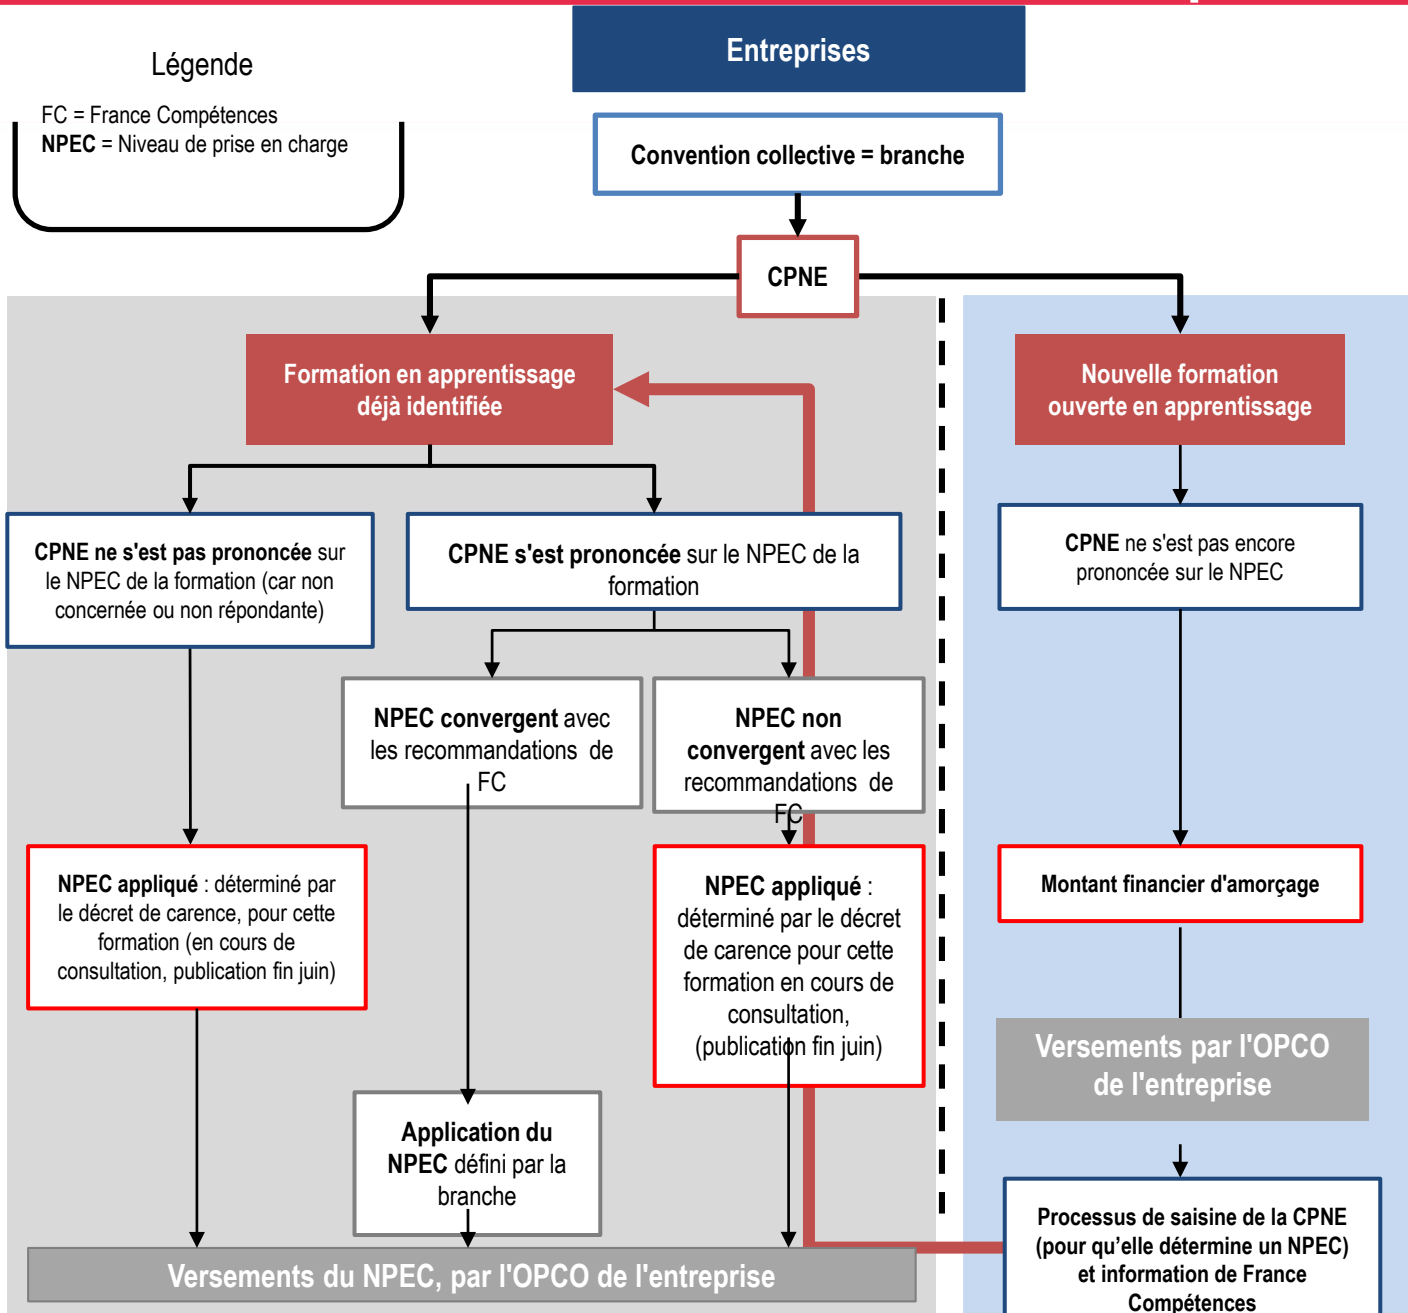 Légende
FC = France Compétences
NPEC = Niveau de prise en charge
Entreprises
Convention collective = branche
CPNE
Formation en apprentissage
déjà identifiée
CPNE ne s'est pas prononcée sur
le NPEC de la formation (car non
concernée ou non répondante)
CPNE s'est prononcée sur le NPEC de la
formation
NPEC convergent avec
les recommandations de
FC
NPEC non
convergent avec les
recommandations de
FC
NPEC appliqué : déterminé par
le décret de carence, pour cette
formation (en cours de
consultation, publication fin juin)
NPEC appliqué :
déterminé par le décret
de carence pour cette
formation en cours de
consultation,
(publication fin juin)
Application du
NPEC défini par la
branche
Versements du NPEC, par l'OPCO de l'entreprise
Nouvelle formation
ouverte en apprentissage
CPNE ne s'est pas encore
prononcée sur le NPEC
Montant financier d'amorçage
Versements par l'OPCO
de l'entreprise
Processus de saisine de la CPNE
(pour qu’elle détermine un NPEC)
et information de France
Compétences